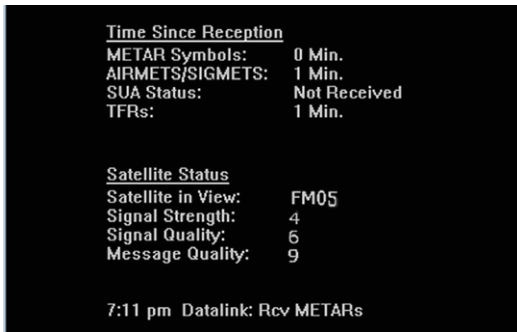 Time Since Reception
METAR Symbols: 0 Min.
AIRMETS/SIGMETS: 1 Min.
SUA Status: Not Received
TFRs: 1 Min.
Satellite Status
Satellite in View: FM05
Signal Strength: 4
Signal Quality: 6
Message Quality: 9
7:11 pm Datalink: Rcv METARs